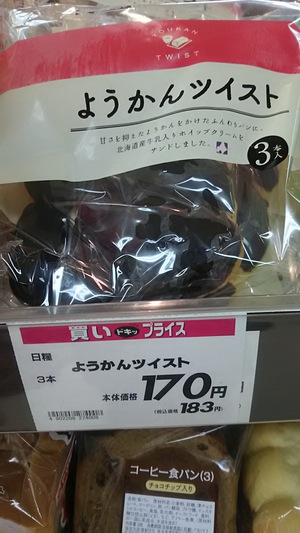 YOUKAN
TWIST
ようかんツイスト
甘さを抑えたようかんをかけたふんわりパンに、
北海道産牛乳入りホイップクリームを
サンドしました。
3本入
買いドキップライス
日糧
ようかんツイスト
3本
本体価格 170円
(税込価格 183円)
コーヒー食パン(3)
チョコチップ入り